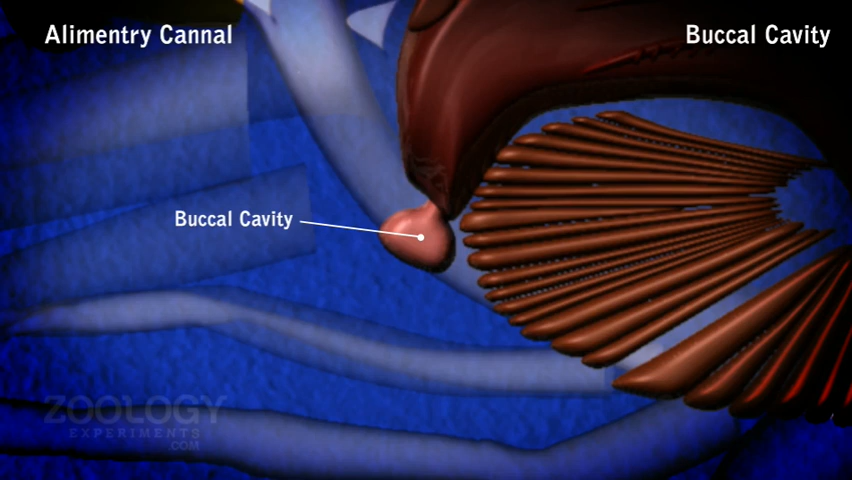 Alimentry Cannal
Buccal Cavity
Buccal Cavity
ZOOLOGY
EXPERIMENTS
.COM